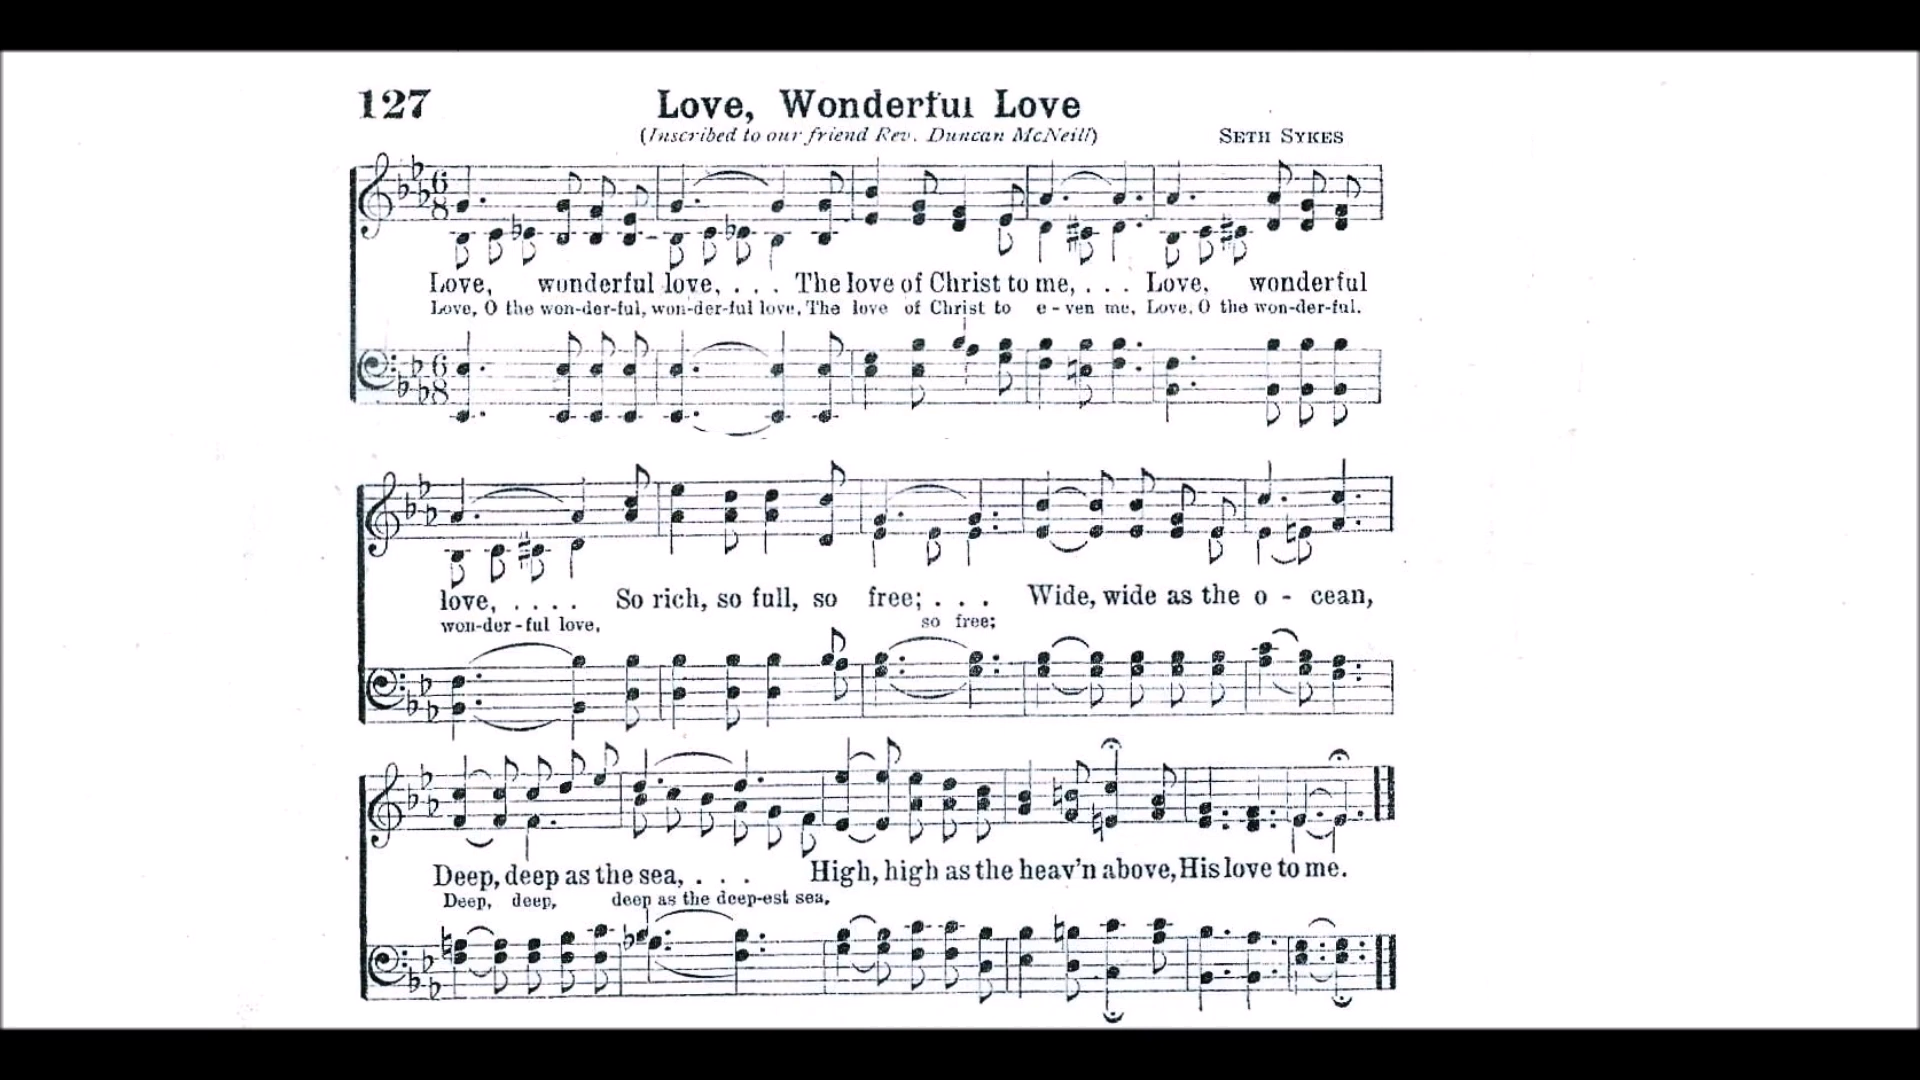 127 Love, Wonderful Love
(Inscribed to our friend Rev. Duncan McNeill) SETH SYKES
Love, wonderful love, . . . The love of Christ to me, . . . Love, wonderful
Love, O the won-der-ful, won-der-ful love, The love of Christ to e - ven me, Love, O the won-der-ful.
love, . . . . So rich, so full, so free; . . . Wide, wide as the o - cean,
won-der-ful love, so free;
Deep, deep as the sea, . . . High, high as the heav'n above, His love to me.
Deep, deep, deep as the deep-est sea,